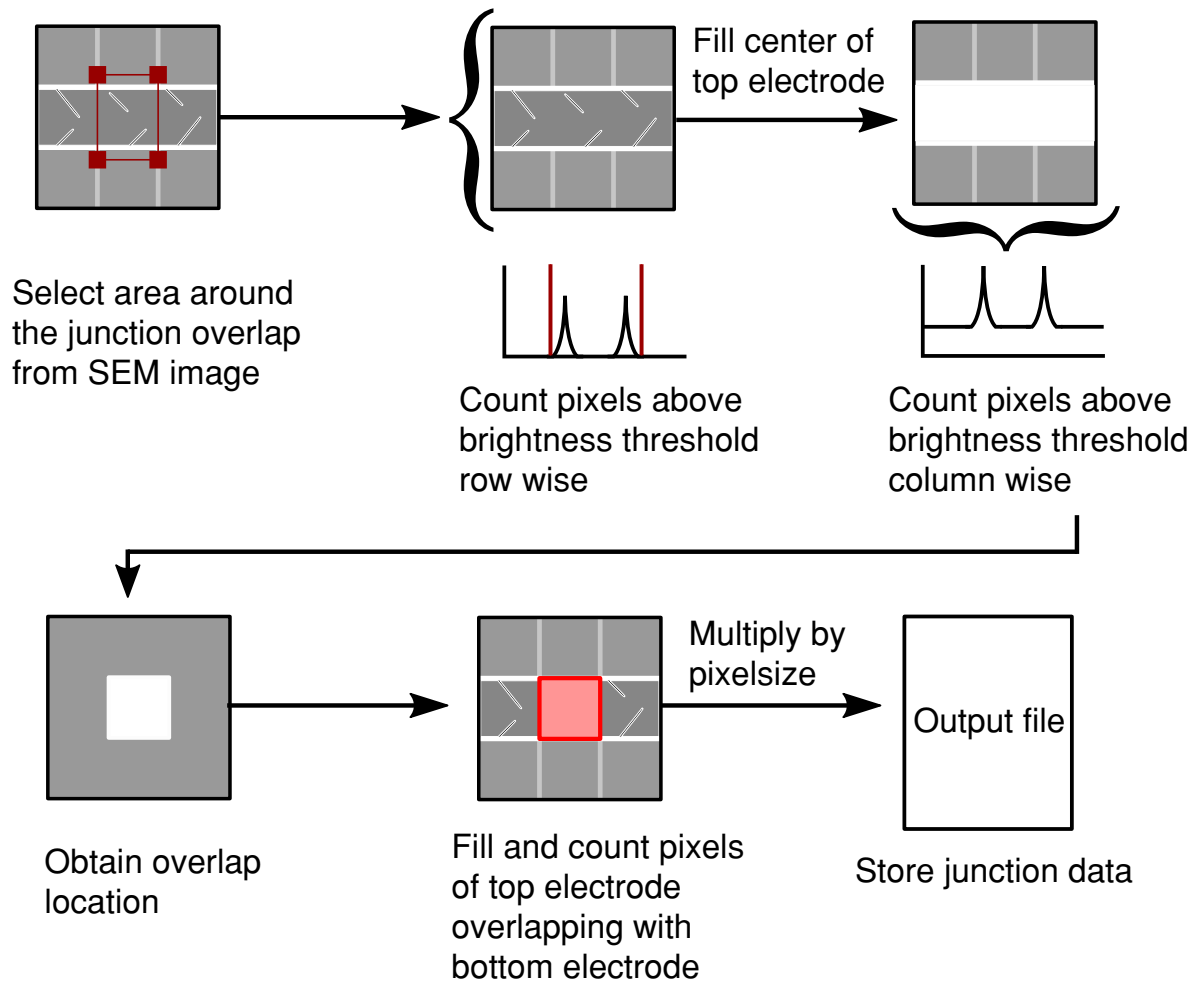 Fill center of
top electrode
Select area around
the junction overlap
from SEM image
Count pixels above
brightness threshold
row wise
Count pixels above
brightness threshold
column wise
Obtain overlap
location
Fill and count pixels
of top electrode
overlapping with
bottom electrode
Multiply by
pixelsize
Output file
Store junction data